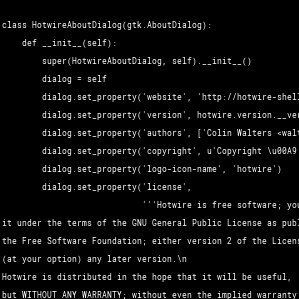 class HotwireAboutDialog(gtk.AboutDialog):
    def __init__(self):
        super(HotwireAboutDialog, self).__init__()
        dialog = self
        dialog.set_property('website', 'http://hotwire-shell
        dialog.set_property('version', hotwire.version.__ver
        dialog.set_property('authors', ['Colin Walters <walt
        dialog.set_property('copyright', u'Copyright \u00A9
        dialog.set_property('logo-icon-name', 'hotwire')
        dialog.set_property('license',
                            '''Hotwire is free software; you
it under the terms of the GNU General Public License as publ
the Free Software Foundation; either version 2 of the Licens
(at your option) any later version.\n
Hotwire is distributed in the hope that it will be useful,
but WITHOUT ANY WARRANTY; without even the implied warranty